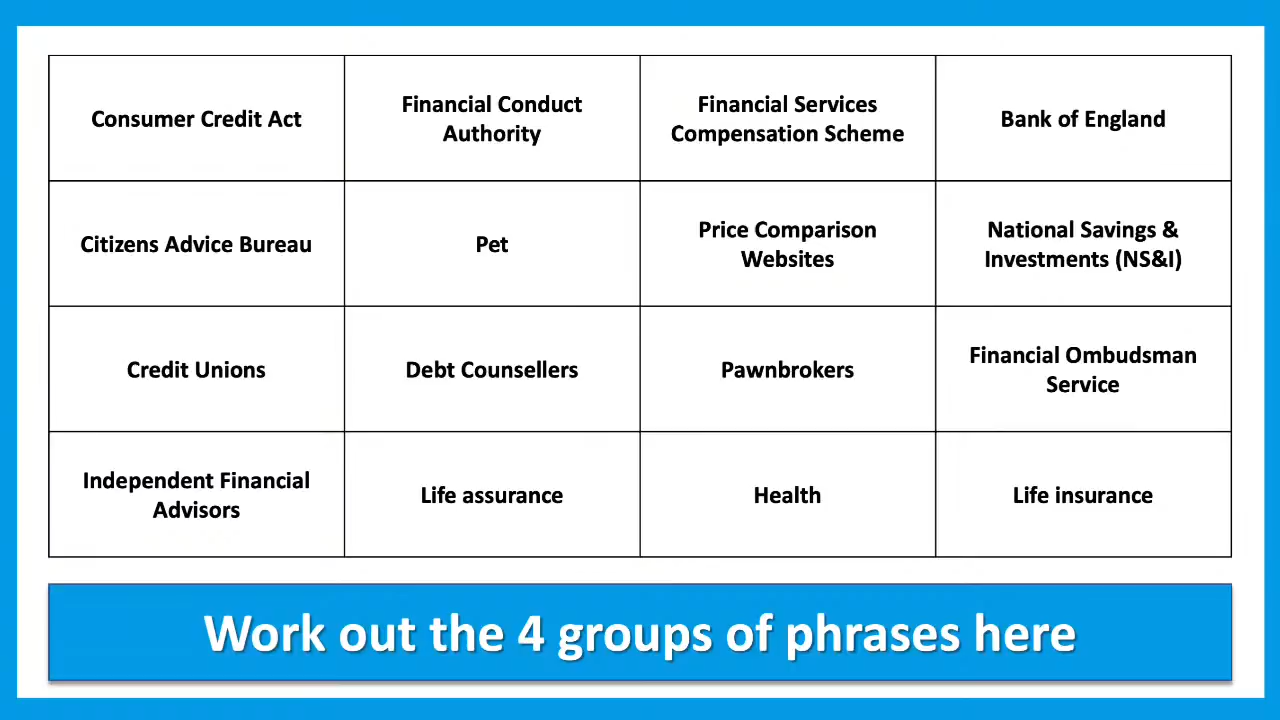 Consumer Credit Act
Financial Conduct
Authority
Financial Services
Compensation Scheme
Bank of England
Citizens Advice Bureau
Pet
Price Comparison
Websites
National Savings &
Investments (NS&I)
Credit Unions
Debt Counsellers
Pawnbrokers
Financial Ombudsman
Service
Independent Financial
Advisors
Life assurance
Health
Life insurance
Work out the 4 groups of phrases here